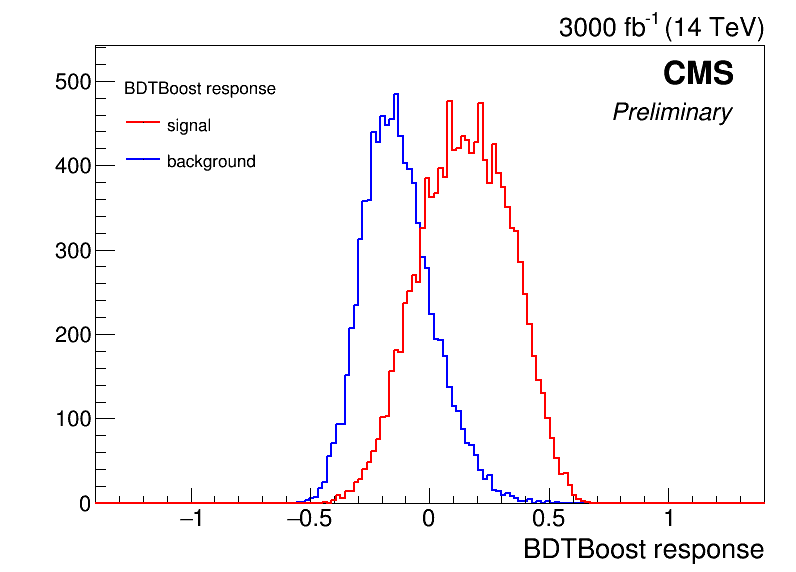 3000 fb⁻¹ (14 TeV)
CMS
Preliminary
BDTBoost response
signal
background
500
400
300
200
100
0
−1 −0.5 0 0.5 1
BDTBoost response